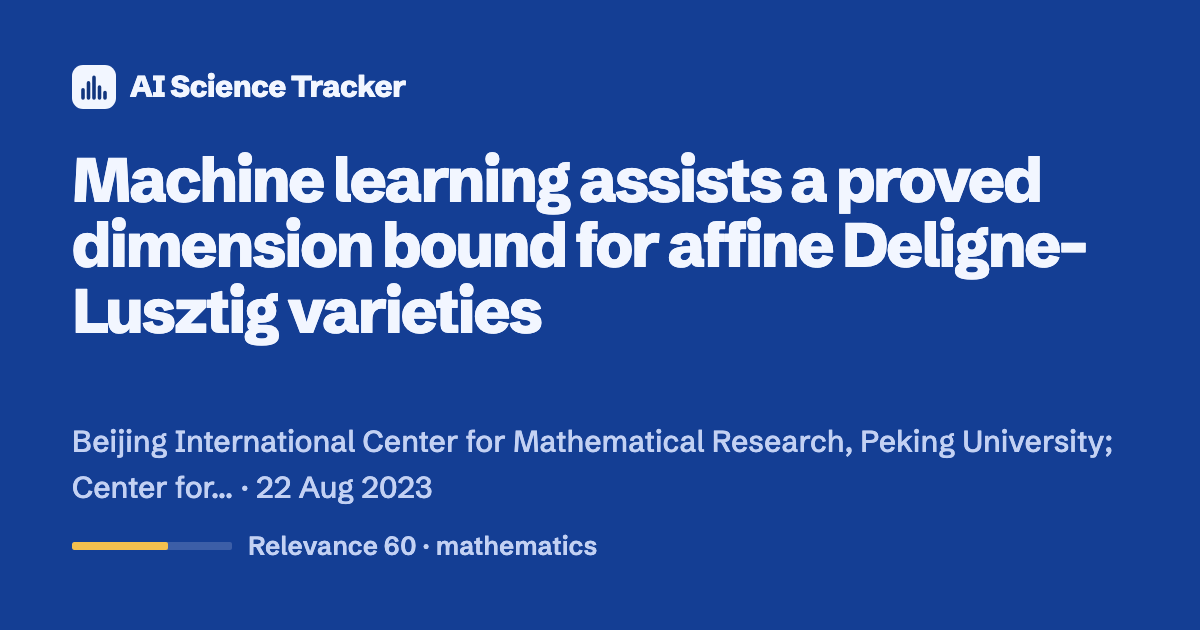 AI Science Tracker
Machine learning assists a proved
dimension bound for affine Deligne–
Lusztig varieties
Beijing International Center for Mathematical Research, Peking University;
Center for... · 22 Aug 2023
Relevance 60 · mathematics